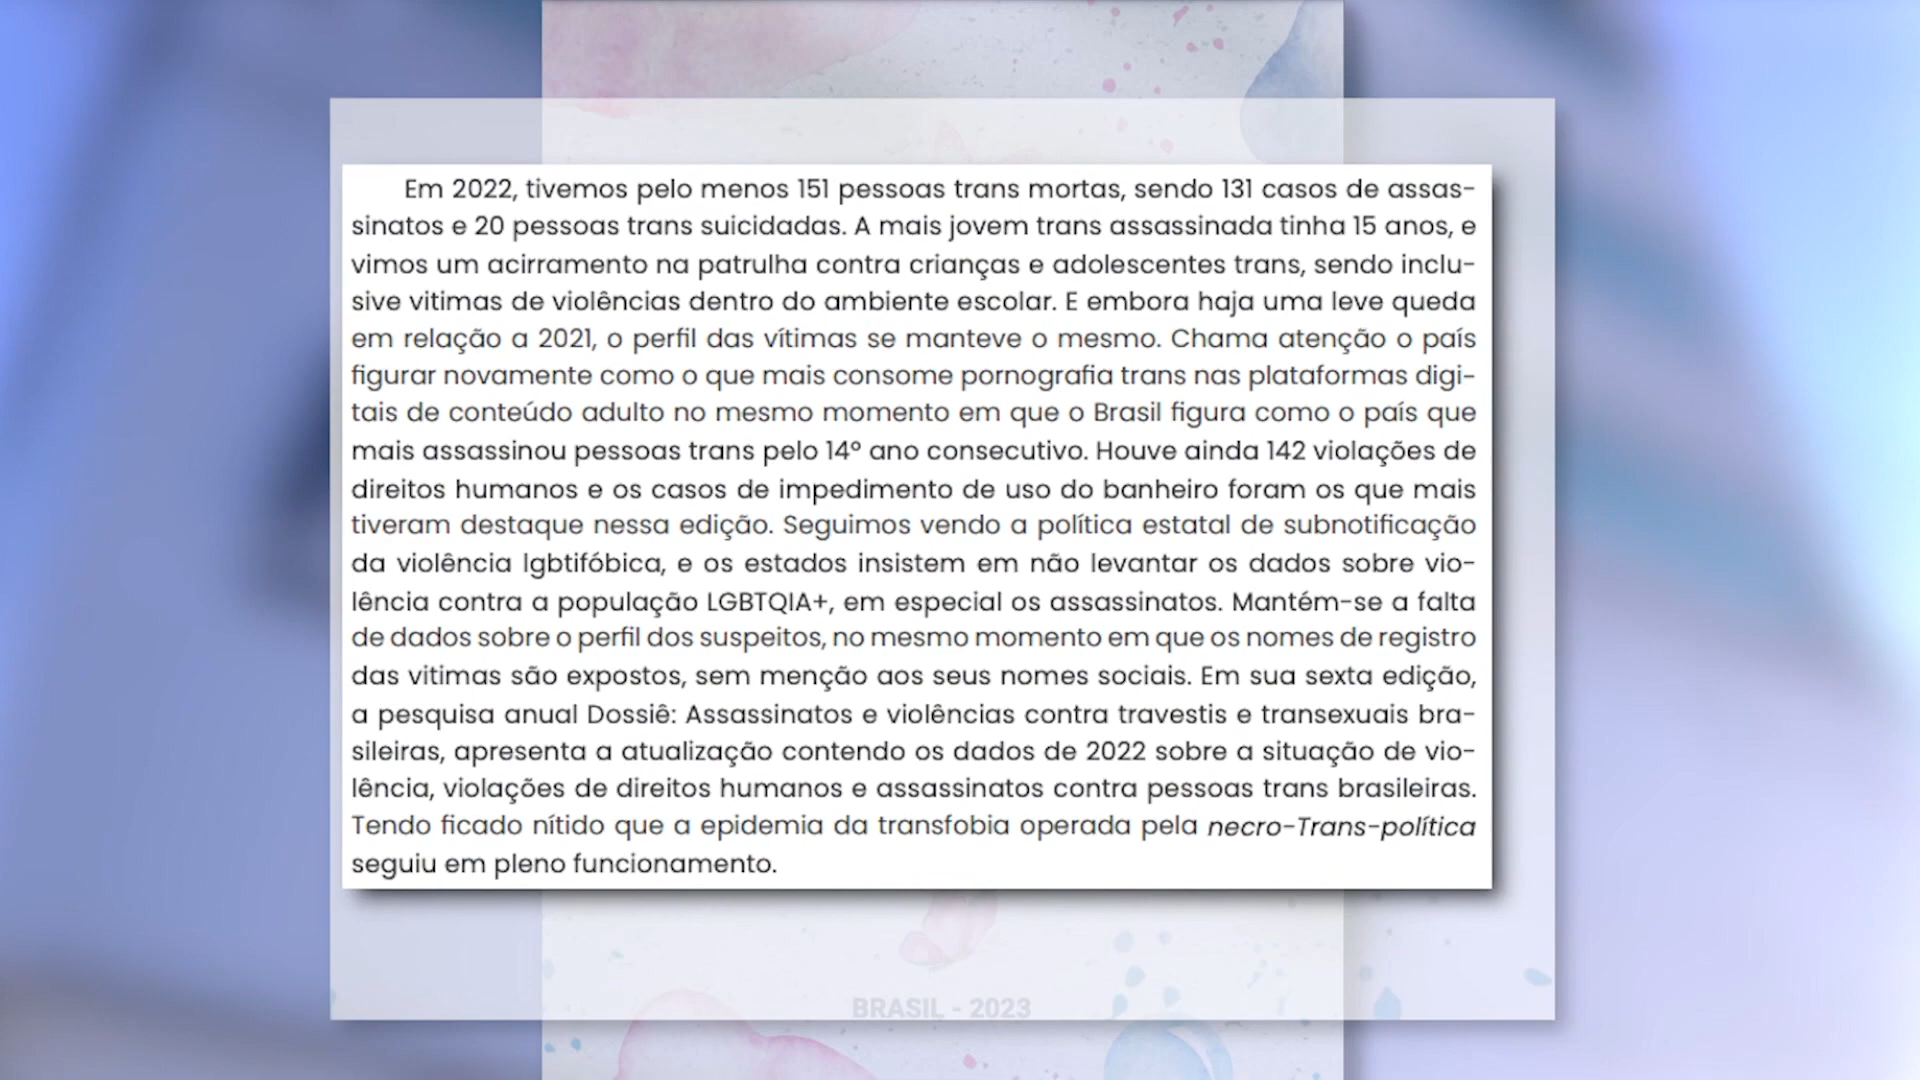 Em 2022, tivemos pelo menos 151 pessoas trans mortas, sendo 131 casos de assas-
sinatos e 20 pessoas trans suicidadas. A mais jovem trans assassinada tinha 15 anos, e
vimos um acirramento na patrulha contra crianças e adolescentes trans, sendo inclu-
sive vitimas de violências dentro do ambiente escolar. E embora haja uma leve queda
em relação a 2021, o perfil das vítimas se manteve o mesmo. Chama atenção o país
figurar novamente como o que mais consome pornografia trans nas plataformas digi-
tais de conteúdo adulto no mesmo momento em que o Brasil figura como o país que
mais assassinou pessoas trans pelo 14º ano consecutivo. Houve ainda 142 violações de
direitos humanos e os casos de impedimento de uso do banheiro foram os que mais
tiveram destaque nessa edição. Seguimos vendo a política estatal de subnotificação
da violência lgbtifóbica, e os estados insistem em não levantar os dados sobre vio-
lência contra a população LGBTQIA+, em especial os assassinatos. Mantém-se a falta
de dados sobre o perfil dos suspeitos, no mesmo momento em que os nomes de registro
das vitimas são expostos, sem menção aos seus nomes sociais. Em sua sexta edição,
a pesquisa anual Dossiê: Assassinatos e violências contra travestis e transexuais bra-
sileiras, apresenta a atualização contendo os dados de 2022 sobre a situação de vio-
lência, violações de direitos humanos e assassinatos contra pessoas trans brasileiras.
Tendo ficado nítido que a epidemia da transfobia operada pela necro-Trans-política
seguiu em pleno funcionamento.
BRASIL - 2023